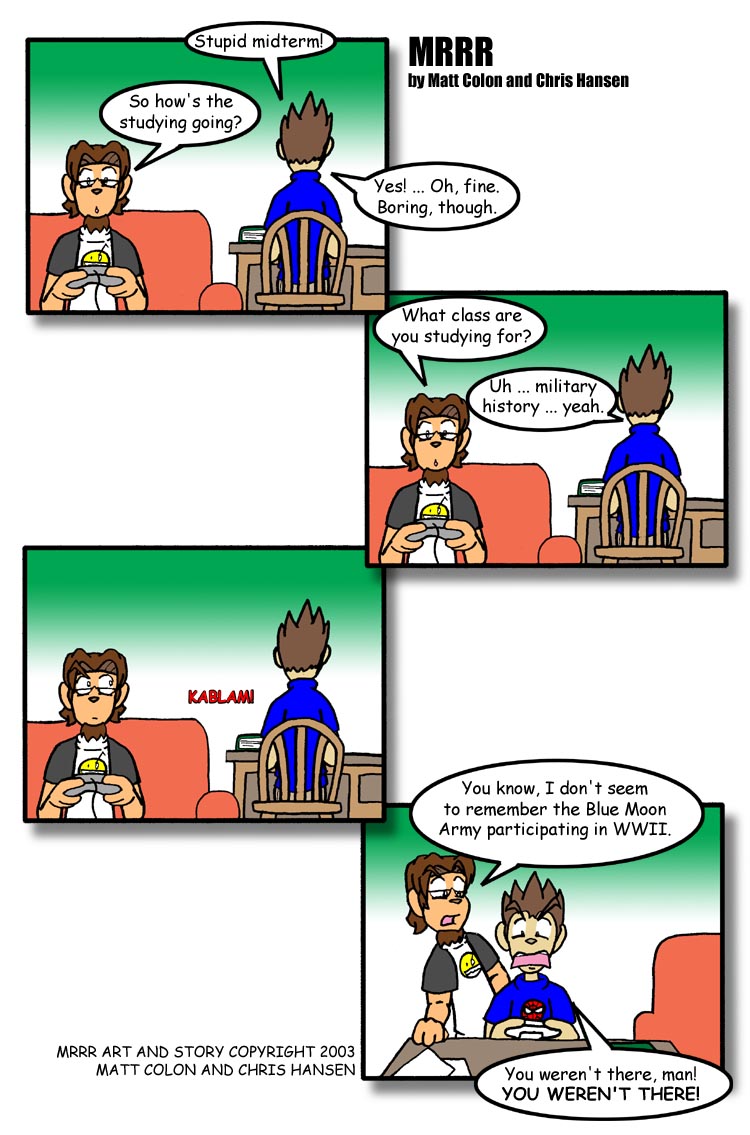 MRRR
by Matt Colon and Chris Hansen
Stupid midterm!
So how's the
studying going?
Yes! ... Oh, fine.
Boring, though.
What class are
you studying for?
Uh ... military
history ... yeah.
KABLAM!
You know, I don't seem
to remember the Blue Moon
Army participating in WWII.
You weren't there, man!
YOU WEREN'T THERE!
MRRR ART AND STORY COPYRIGHT 2003
MATT COLON AND CHRIS HANSEN